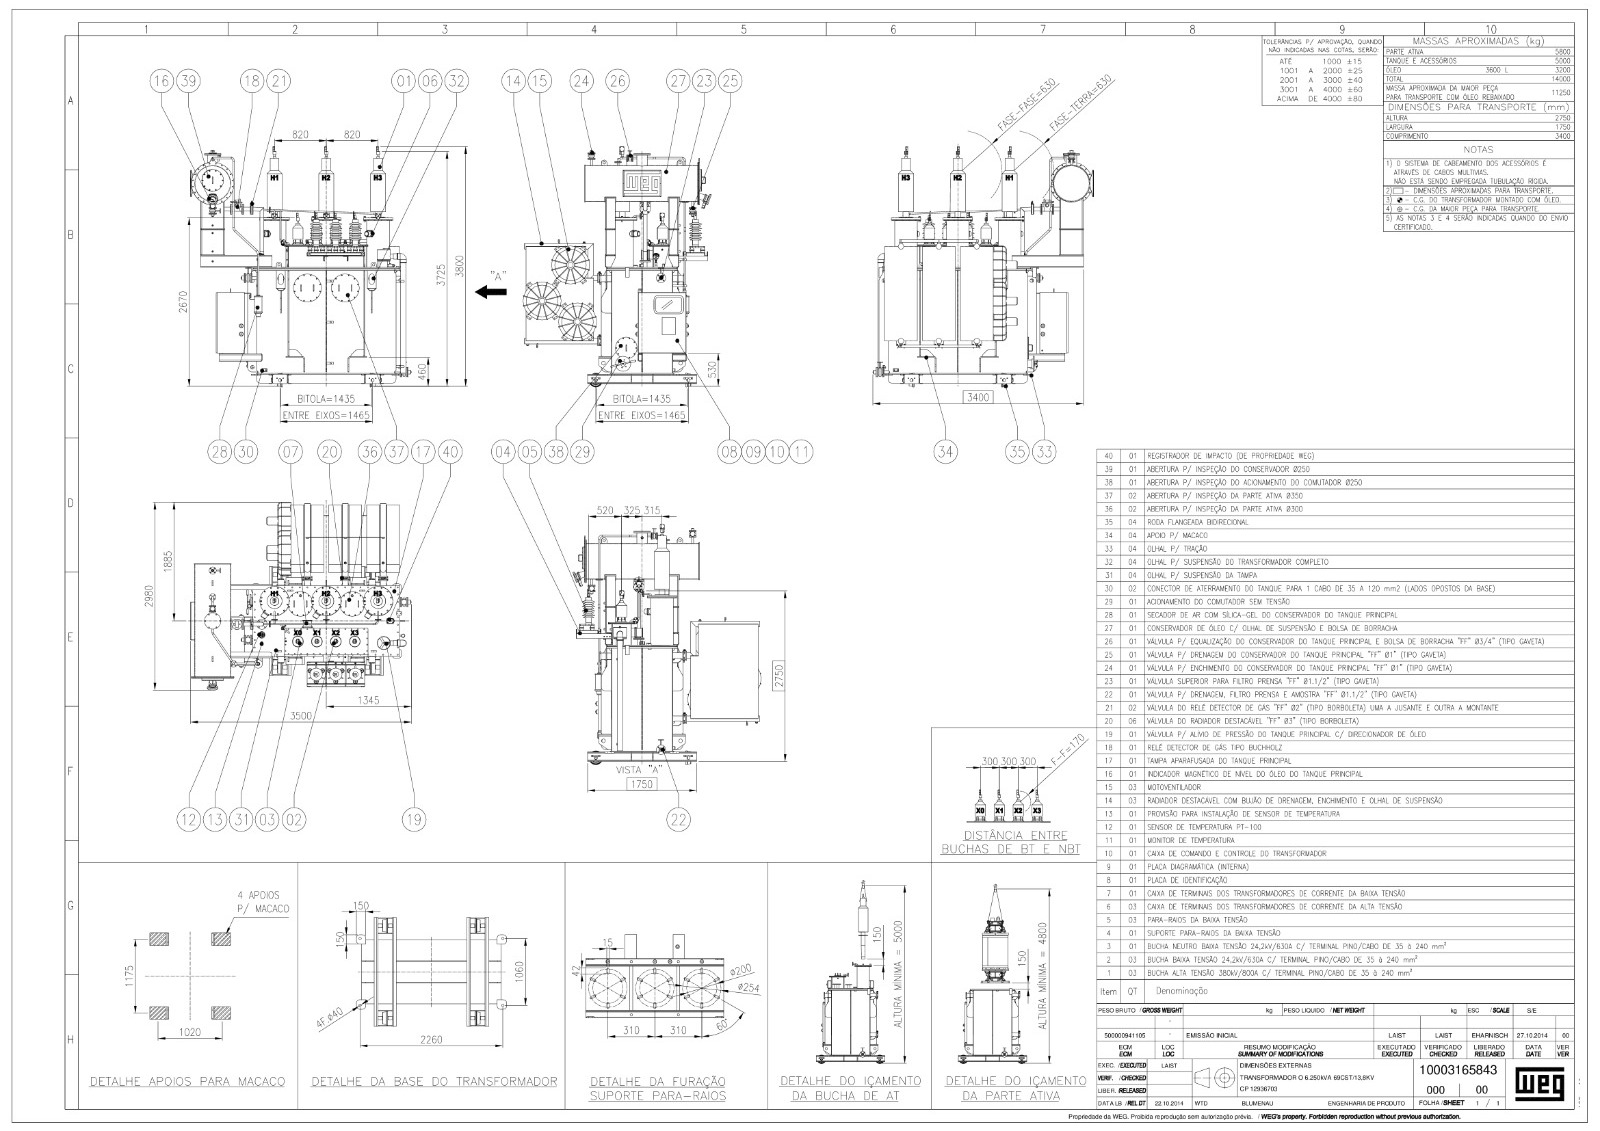 1 2 3 4 5 6 7 8 9 10
TOLERÂNCIAS P/ APROVAÇÃO, QUANDO
NÃO INDICADAS NAS COTAS, SERÃO:
ATÉ 1000 ±15
1001 A 2000 ±25
2001 A 3000 ±40
3001 A 4000 ±60
ACIMA DE 4000 ±80
MASSAS APROXIMADAS (kg)
PARTE ATIVA 5800
TANQUE E ACESSÓRIOS 5000
ÓLEO 3600 L 3200
TOTAL 14000
MASSA APROXIMADA DA MAIOR PEÇA
PARA TRANSPORTE COM ÓLEO REBAIXADO 11250
DIMENSÕES PARA TRANSPORTE (mm)
ALTURA 2750
LARGURA 1750
COMPRIMENTO 3400
NOTAS
1) O SISTEMA DE CABEAMENTO DOS ACESSÓRIOS É
ATRAVÉS DE CABOS MULTIVIAS.
NÃO ESTÁ SENDO EMPREGADA TUBULAÇÃO RÍGIDA.
2) - DIMENSÕES APROXIMADAS PARA TRANSPORTE.
3) - C.G. DO TRANSFORMADOR MONTADO COM ÓLEO.
4) - C.G. DA MAIOR PEÇA PARA TRANSPORTE
5) AS NOTAS 3 E 4 SERÃO INDICADAS QUANDO DO ENVIO
CERTIFICADO.
A
B
C
D
E
F
G
H
16 39 18 21 01 06 32
820 820
H1 H2 H3
2670
460
3725
3800
"A"
BITOLA=1435
ENTRE EIXOS=1465
28 30 07 20 36 37 17 40
14 15 24 26 27 23 25
WEG
530
BITOLA=1435
ENTRE EIXOS=1465
04 05 38 29 08 09 10 11
FASE-FASE=630
FASE-TERRA=630
H3 H2 H1
3400
34 35 33
2980
1885
H1 H2 H3
X0 X1 X2 X3
1345
3500
12 13 31 03 02 19
520 325 315
2750
VISTA "A"
1750
22
300 300 300
F-F=170
X0 X1 X2 X3
DISTÂNCIA ENTRE
BUCHAS DE BT E NBT
4 APOIOS
P/ MACACO
1175
1020
DETALHE APOIOS PARA MACACO
150
150
4F.ø40
1060
2260
DETALHE DA BASE DO TRANSFORMADOR
15
42
ø200
ø254
60°
310 310
DETALHE DA FURAÇÃO
SUPORTE PARA-RAIOS
150
ALTURA MÍNIMA = 5000
DETALHE DO IÇAMENTO
DA BUCHA DE AT
150
ALTURA MÍNIMA = 4800
DETALHE DO IÇAMENTO
DA PARTE ATIVA
40 01 REGISTRADOR DE IMPACTO (DE PROPRIEDADE WEG)
39 01 ABERTURA P/ INSPEÇÃO DO CONSERVADOR Ø250
38 01 ABERTURA P/ INSPEÇÃO DO ACIONAMENTO DO COMUTADOR Ø250
37 02 ABERTURA P/ INSPEÇÃO DA PARTE ATIVA Ø350
36 02 ABERTURA P/ INSPEÇÃO DA PARTE ATIVA Ø300
35 04 RODA FLANGEADA BIDIRECIONAL
34 04 APOIO P/ MACACO
33 04 OLHAL P/ TRAÇÃO
32 04 OLHAL P/ SUSPENSÃO DO TRANSFORMADOR COMPLETO
31 04 OLHAL P/ SUSPENSÃO DA TAMPA
30 02 CONECTOR DE ATERRAMENTO DO TANQUE PARA 1 CABO DE 35 A 120 mm2 (LADOS OPOSTOS DA BASE)
29 01 ACIONAMENTO DO COMUTADOR SEM TENSÃO
28 01 SECADOR DE AR COM SÍLICA-GEL DO CONSERVADOR DO TANQUE PRINCIPAL
27 01 CONSERVADOR DE ÓLEO C/ OLHAL DE SUSPENSÃO E BOLSA DE BORRACHA
26 01 VÁLVULA P/ EQUALIZAÇÃO DO CONSERVADOR DO TANQUE PRINCIPAL E BOLSA DE BORRACHA "FF" Ø3/4" (TIPO GAVETA)
25 01 VÁLVULA P/ DRENAGEM DO CONSERVADOR DO TANQUE PRINCIPAL "FF" Ø1" (TIPO GAVETA)
24 01 VÁLVULA P/ ENCHIMENTO DO CONSERVADOR DO TANQUE PRINCIPAL "FF" Ø1" (TIPO GAVETA)
23 01 VÁLVULA SUPERIOR PARA FILTRO PRENSA "FF" Ø1.1/2" (TIPO GAVETA)
22 01 VÁLVULA P/ DRENAGEM, FILTRO PRENSA E AMOSTRA "FF" Ø1.1/2" (TIPO GAVETA)
21 02 VÁLVULA DO RELÉ DETECTOR DE GÁS "FF" Ø2" (TIPO BORBOLETA) UMA A JUSANTE E OUTRA A MONTANTE
20 06 VÁLVULA DO RADIADOR DESTACÁVEL "FF" Ø3" (TIPO BORBOLETA)
19 01 VÁLVULA P/ ALIVIO DE PRESSÃO DO TANQUE PRINCIPAL C/ DIRECIONADOR DE ÓLEO
18 01 RELÉ DETECTOR DE GÁS TIPO BUCHHOLZ
17 01 TAMPA APARAFUSADA DO TANQUE PRINCIPAL
16 01 INDICADOR MAGNÉTICO DE NIVEL DO ÓLEO DO TANQUE PRINCIPAL
15 03 MOTOVENTILADOR
14 03 RADIADOR DESTACÁVEL COM BUJÃO DE DRENAGEM, ENCHIMENTO E OLHAL DE SUSPENSÃO
13 01 PROVISÃO PARA INSTALAÇÃO DE SENSOR DE TEMPERATURA
12 01 SENSOR DE TEMPERATURA PT-100
11 01 MONITOR DE TEMPERATURA
10 01 CAIXA DE COMANDO E CONTROLE DO TRANSFORMADOR
9 01 PLACA DIAGRAMÁTICA (INTERNA)
8 01 PLACA DE IDENTIFICAÇÃO
7 01 CAIXA DE TERMINAIS DOS TRANSFORMADORES DE CORRENTE DA BAIXA TENSÃO
6 03 CAIXA DE TERMINAIS DOS TRANSFORMADORES DE CORRENTE DA ALTA TENSÃO
5 03 PARA-RAIOS DA BAIXA TENSÃO
4 01 SUPORTE PARA-RAIOS DA BAIXA TENSÃO
3 01 BUCHA NEUTRO BAIXA TENSÃO 24,2kV/630A C/ TERMINAL PINO/CABO DE 35 à 240 mm²
2 03 BUCHA BAIXA TENSÃO 24,2kV/630A C/ TERMINAL PINO/CABO DE 35 à 240 mm²
1 03 BUCHA ALTA TENSÃO 380kV/800A C/ TERMINAL PINO/CABO DE 35 à 240 mm²
Item QT Denominação
PESO BRUTO / GROSS WEIGHT kg PESO LIQUIDO / NET WEIGHT kg ESC / SCALE S/E
500000941105 - EMISSÃO INICIAL LAIST LAIST EHARNISCH 27.10.2014 00
ECM LOC RESUMO MODIFICAÇÃO EXECUTADO VERIFICADO LIBERADO DATA VER
ECM LOC SUMMARY OF MODIFICATIONS EXECUTED CHECKED RELEASED DATE VER
EXEC. / EXECUTED LAIST DIMENSÕES EXTERNAS 10003165843
VERIF. / CHECKED TRANSFORMADOR O 6.250kVA 69CST/13,8KV
LIBER. / RELEASED CP 12936703 000 00
DATA LB / REL DT 22.10.2014 WTD BLUMENAU ENGENHARIA DE PRODUTO FOLHA / SHEET 1 / 1
WEG
Propriedade da WEG. Proibida reprodução sem autorização prévia. / WEG's property. Forbidden reproduction without previous authorization.